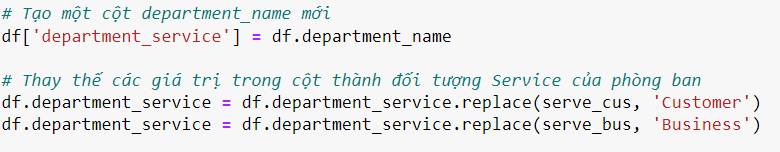 # Tạo một cột department_name mới
df['department_service'] = df.department_name
# Thay thế các giá trị trong cột thành đối tượng Service của phòng ban
df.department_service = df.department_service.replace(serve_cus, 'Customer')
df.department_service = df.department_service.replace(serve_bus, 'Business')